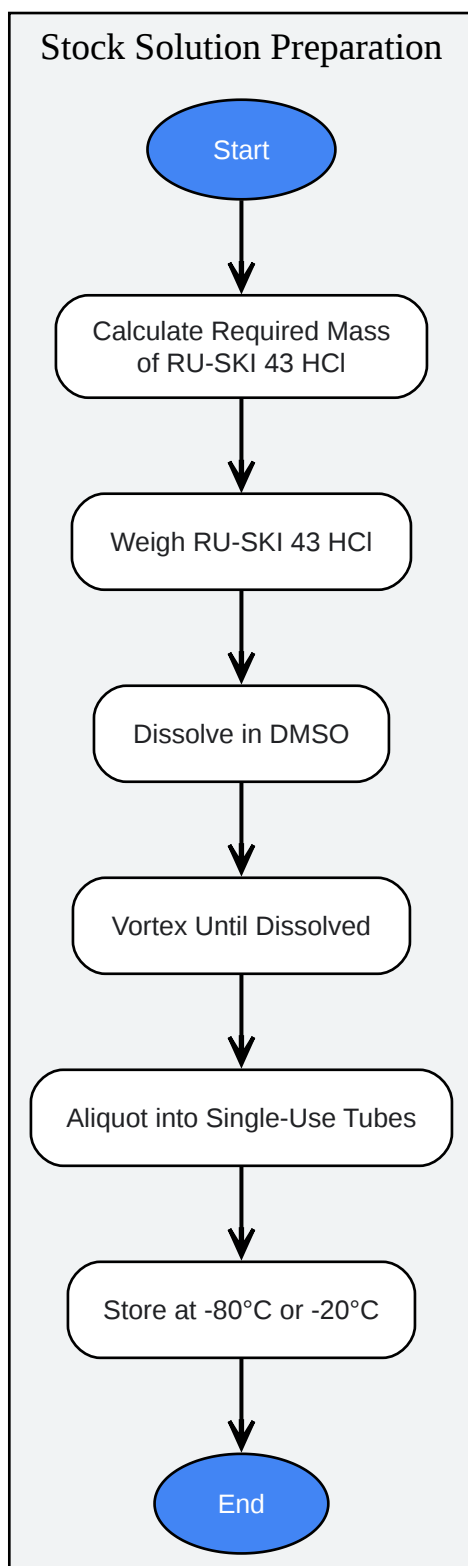 Stock Solution Preparation
Start
Calculate Required Mass
of RU-SKI 43 HCl
Weigh RU-SKI 43 HCl
Dissolve in DMSO
Vortex Until Dissolved
Aliquot into Single-Use Tubes
Store at -80°C or -20°C
End